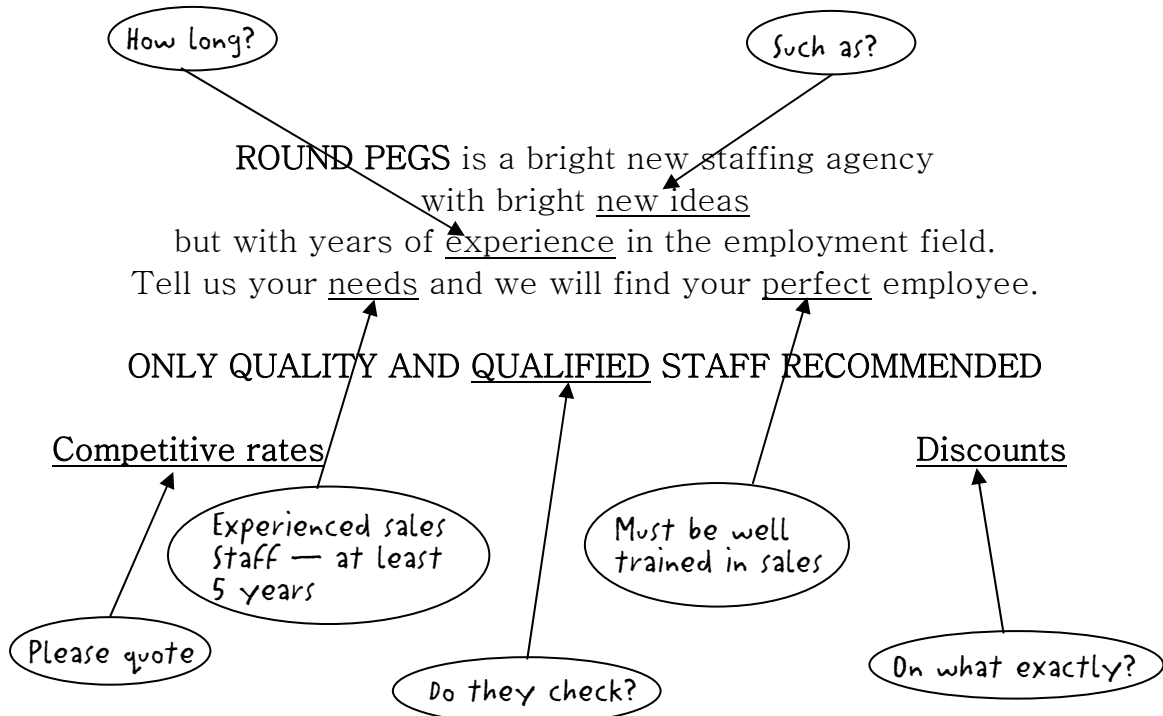 How long?
Such as?
ROUND PEGS is a bright new staffing agency
with bright new ideas
but with years of experience in the employment field.
Tell us your needs and we will find your perfect employee.
ONLY QUALITY AND QUALIFIED STAFF RECOMMENDED
Competitive rates
Discounts
Experienced sales
Staff — at least
5 years
Must be well
trained in sales
Please quote
Do they check?
On what exactly?